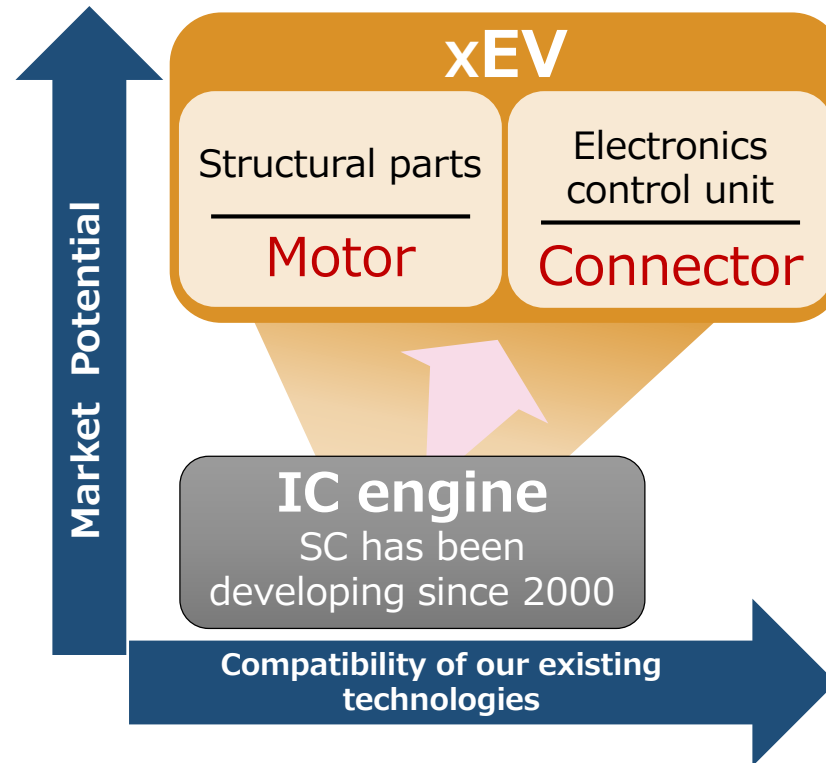 xEV
Structural parts
Motor
Electronics
control unit
Connector
Market Potential
IC engine
SC has been
developing since 2000
Compatibility of our existing
technologies